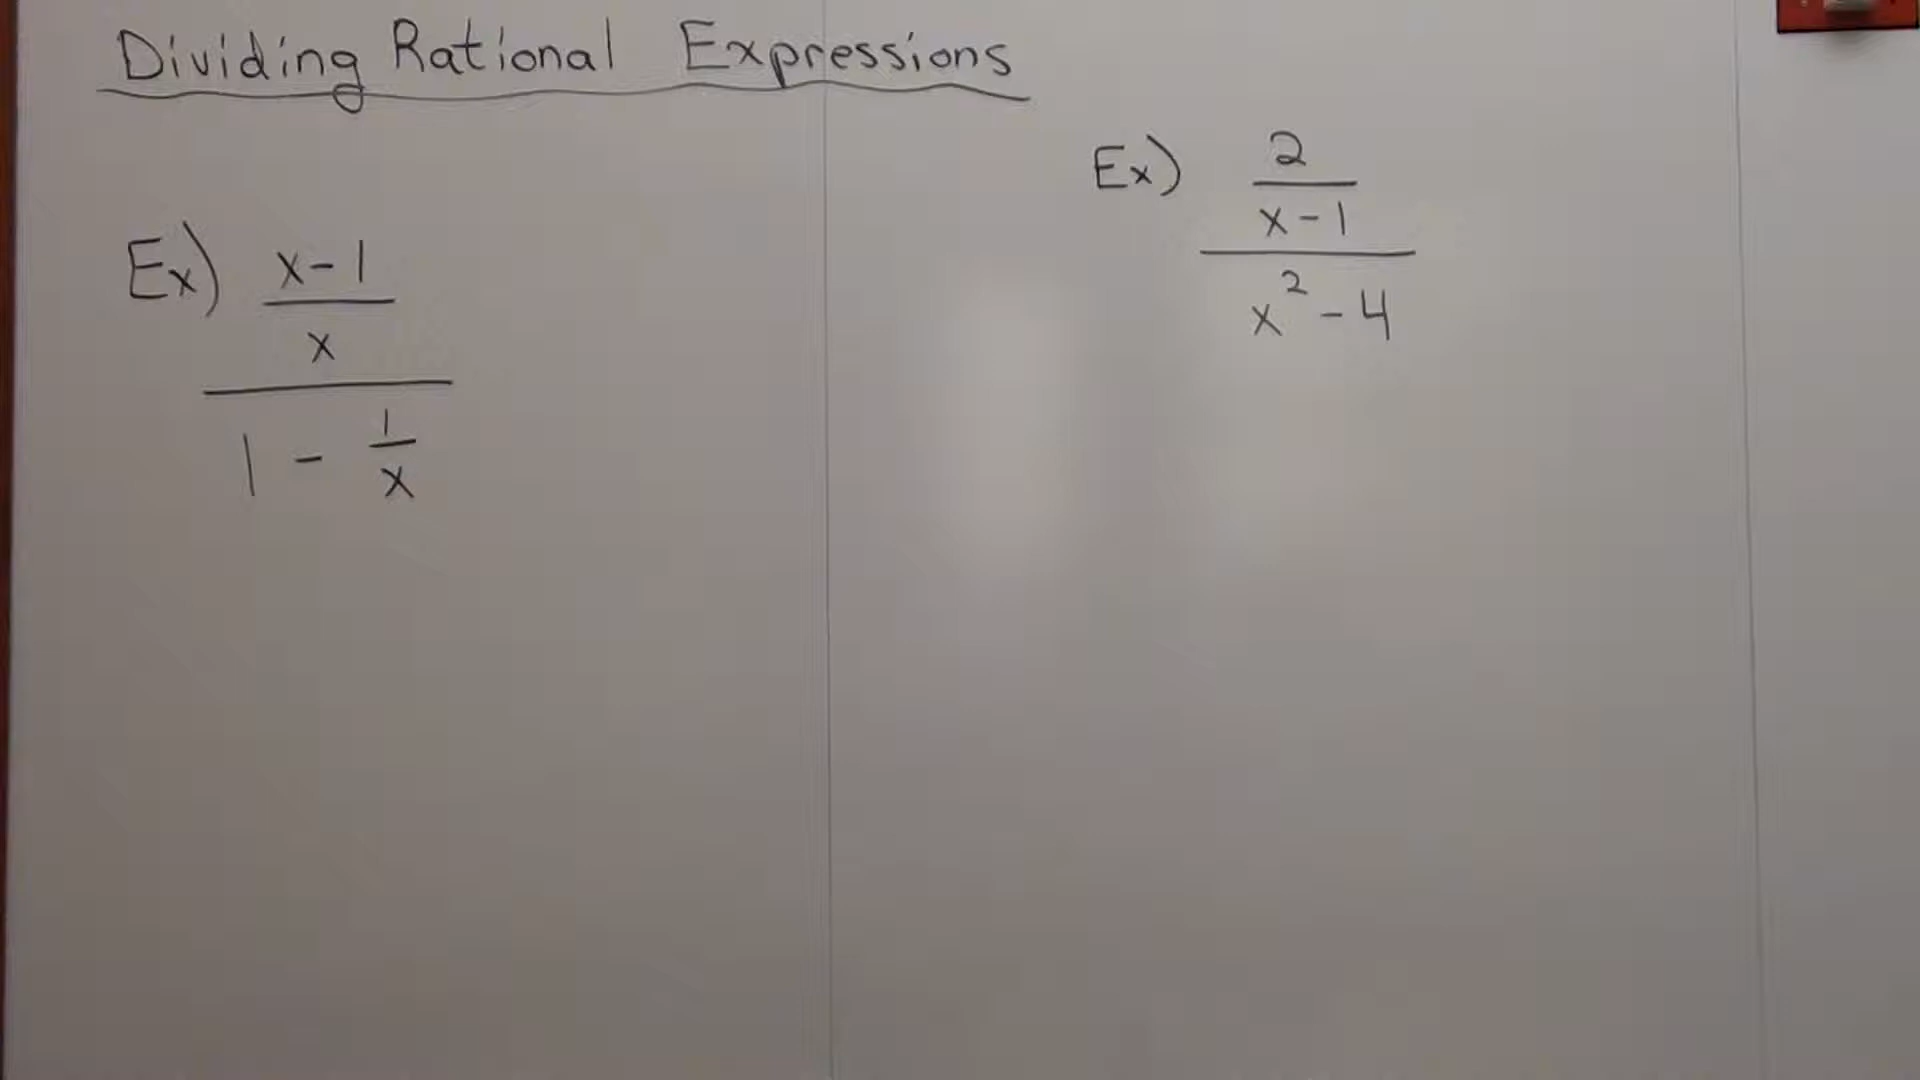 Dividing Rational Expressions
Ex) x-1
x
1 - 1
x
Ex) 2
x-1
x² - 4